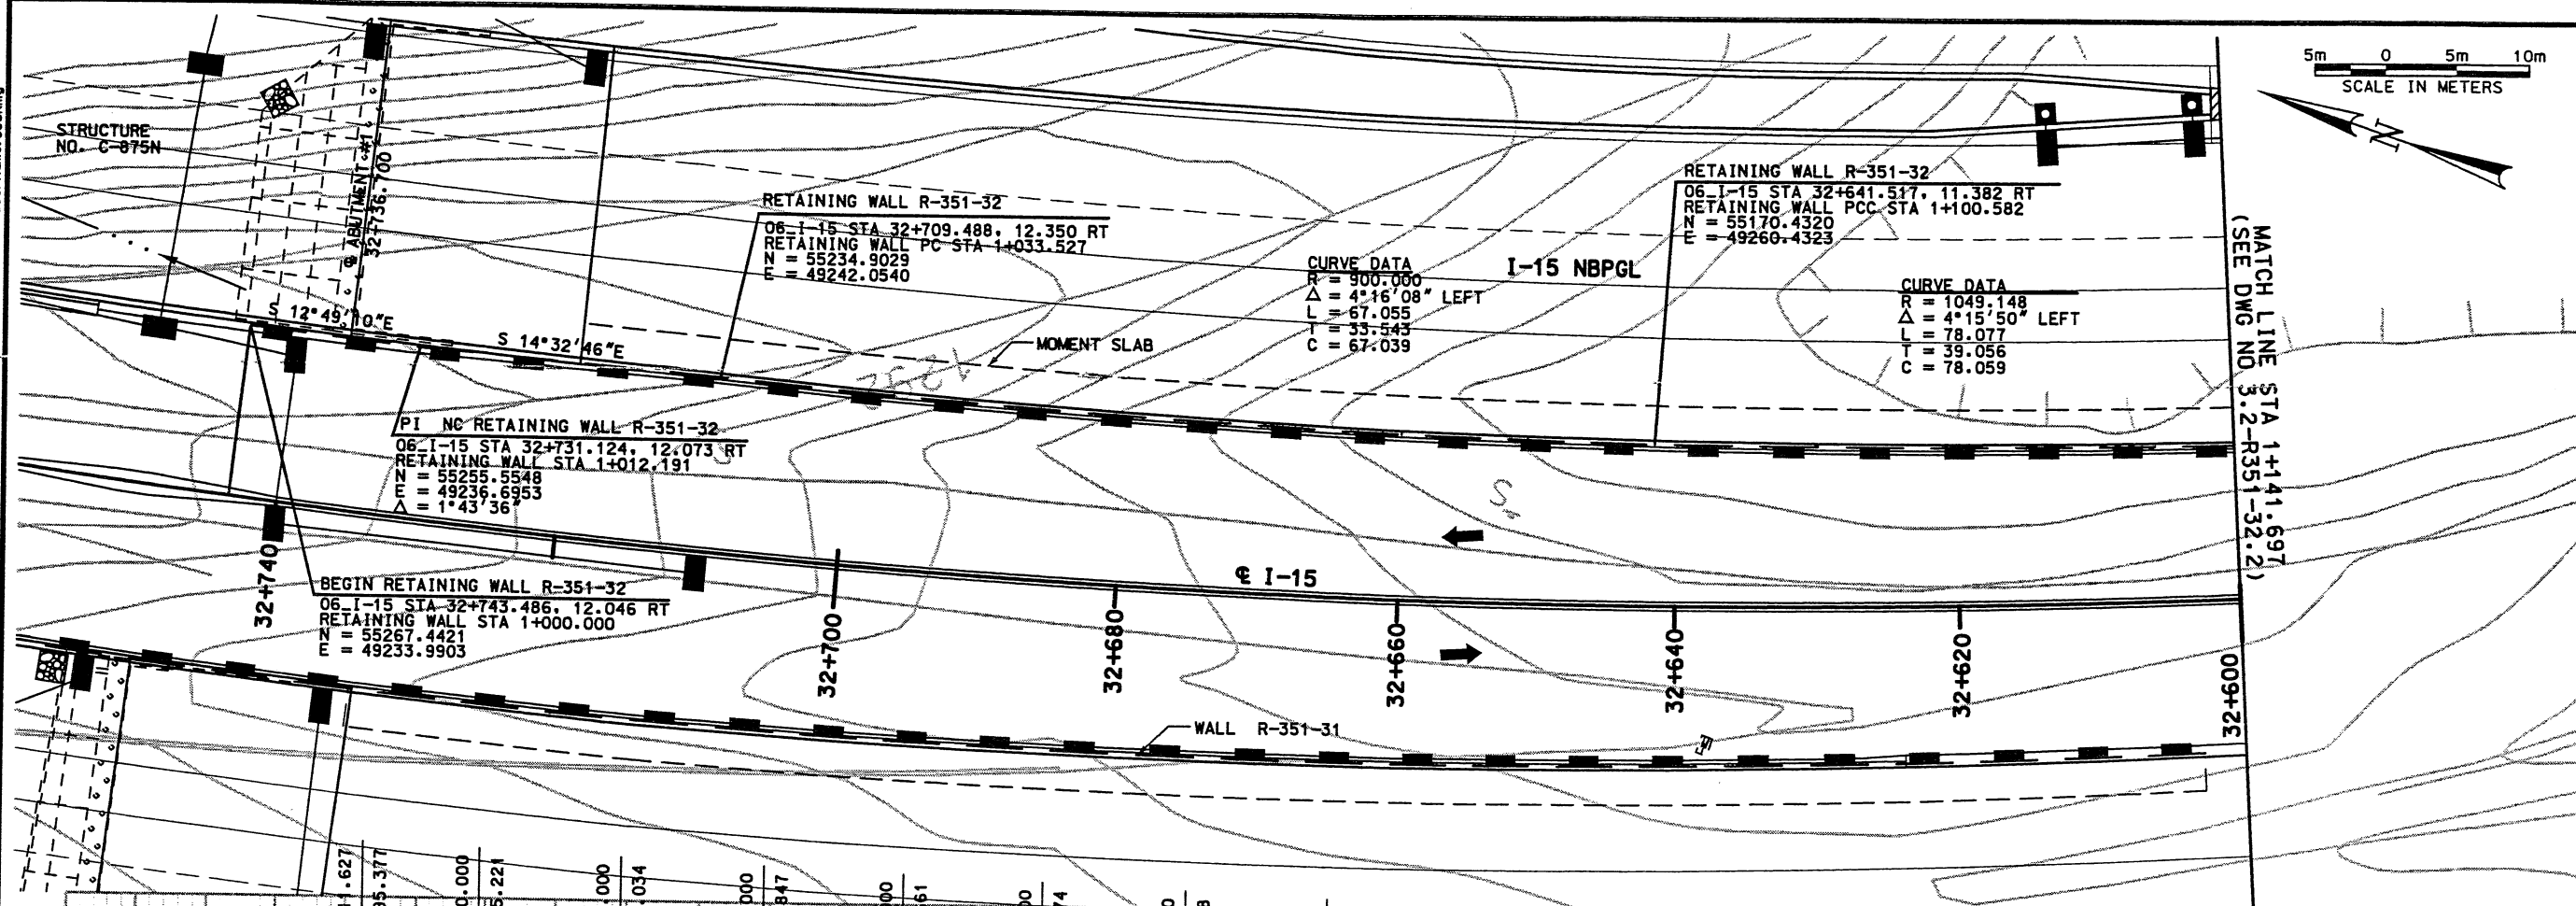 5m 0 5m 10m
SCALE IN METERS
N
STRUCTURE
NO. C-875N
℄ ABUTMENT #1
32+736.700
RETAINING WALL R-351-32
06_I-15 STA 32+709.488, 12.350 RT
RETAINING WALL PC STA 1+033.527
N = 55234.9029
E = 49242.0540
RETAINING WALL R-351-32
06_I-15 STA 32+641.517, 11.382 RT
RETAINING WALL PCC STA 1+100.582
N = 55170.4320
E = 49260.4323
CURVE DATA
R = 900.000
Δ = 4°16'08" LEFT
L = 67.055
T = 33.543
C = 67.039
I-15 NBPGL
CURVE DATA
R = 1049.148
Δ = 4°15'50" LEFT
L = 78.077
T = 39.056
C = 78.059
MATCH LINE STA 1+141.697
(SEE DWG NO 3.2-R351-32.2)
S 12°49'10"E
S 14°32'46"E
MOMENT SLAB
1292
PI NC RETAINING WALL R-351-32
06_I-15 STA 32+731.124, 12.073 RT
RETAINING WALL STA 1+012.191
N = 55255.5548
E = 49236.6953
Δ = 1°43'36"
BEGIN RETAINING WALL R-351-32
06_I-15 STA 32+743.486, 12.046 RT
RETAINING WALL STA 1+000.000
N = 55267.4421
E = 49233.9903
℄ I-15
32+740
32+700
32+680
32+660
32+640
32+620
32+600
WALL R-351-31